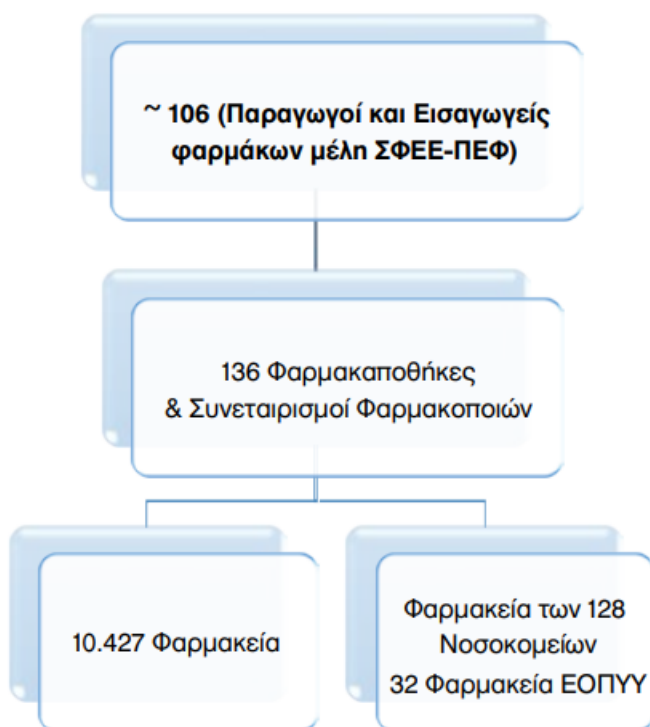 ~ 106 (Παραγωγοί και Εισαγωγείς
φαρμάκων μέλη ΣΦΕΕ-ΠΕΦ)
136 Φαρμακαποθήκες
& Συνεταιρισμοί Φαρμακοποιών
10.427 Φαρμακεία
Φαρμακεία των 128
Νοσοκομείων
32 Φαρμακεία ΕΟΠΥΥ